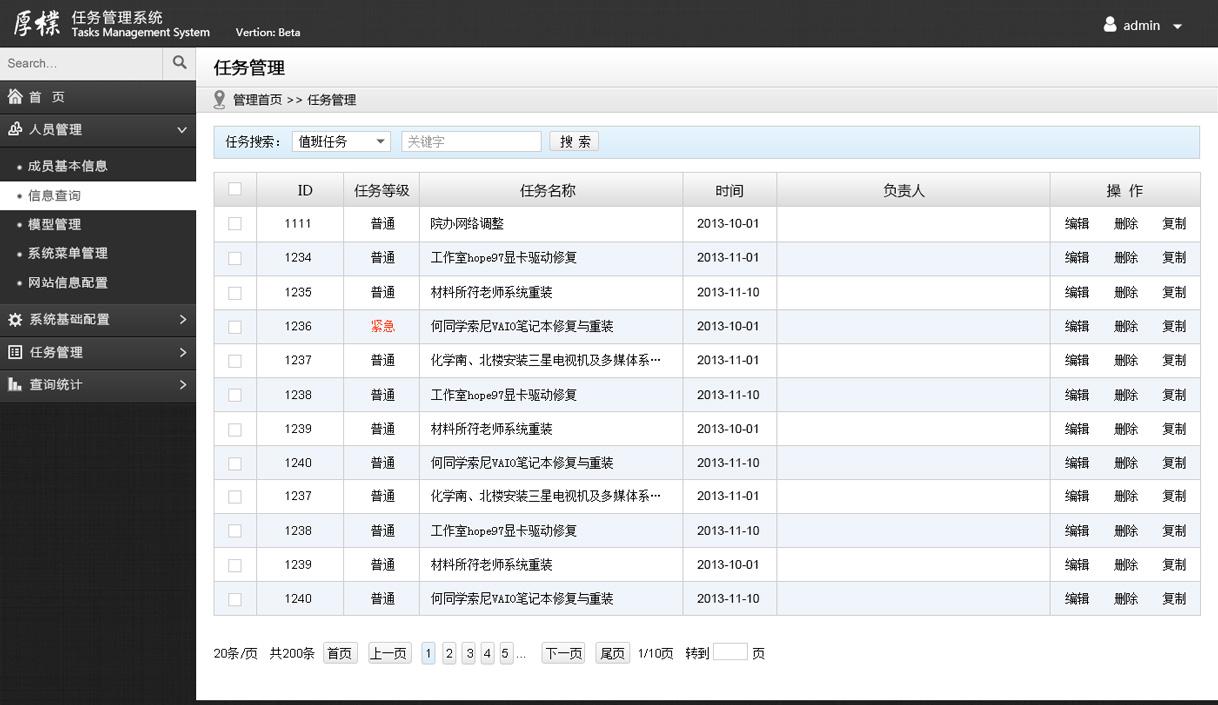 厚檏 任务管理系统
Tasks Management System Vertion: Beta
admin
Search...
首 页
人员管理
• 成员基本信息
• 信息查询
• 模型管理
• 系统菜单管理
• 网站信息配置
系统基础配置
任务管理
查询统计
任务管理
管理首页 >> 任务管理
任务搜索： 值班任务 关键字 搜 索
ID 任务等级 任务名称 时间 负责人 操 作
1111 普通 院办网络调整 2013-10-01 编辑 删除 复制
1234 普通 工作室hope97显卡驱动修复 2013-11-01 编辑 删除 复制
1235 普通 材料所符老师系统重装 2013-11-10 编辑 删除 复制
1236 紧急 何同学索尼VAIO笔记本修复与重装 2013-10-01 编辑 删除 复制
1237 普通 化学南、北楼安装三星电视机及多媒体系… 2013-11-01 编辑 删除 复制
1238 普通 工作室hope97显卡驱动修复 2013-11-10 编辑 删除 复制
1239 普通 材料所符老师系统重装 2013-10-01 编辑 删除 复制
1240 普通 何同学索尼VAIO笔记本修复与重装 2013-11-10 编辑 删除 复制
1237 普通 化学南、北楼安装三星电视机及多媒体系… 2013-11-01 编辑 删除 复制
1238 普通 工作室hope97显卡驱动修复 2013-11-10 编辑 删除 复制
1239 普通 材料所符老师系统重装 2013-10-01 编辑 删除 复制
1240 普通 何同学索尼VAIO笔记本修复与重装 2013-11-10 编辑 删除 复制
20条/页 共200条 首页 上一页 1 2 3 4 5 ... 下一页 尾页 1/10页 转到 页